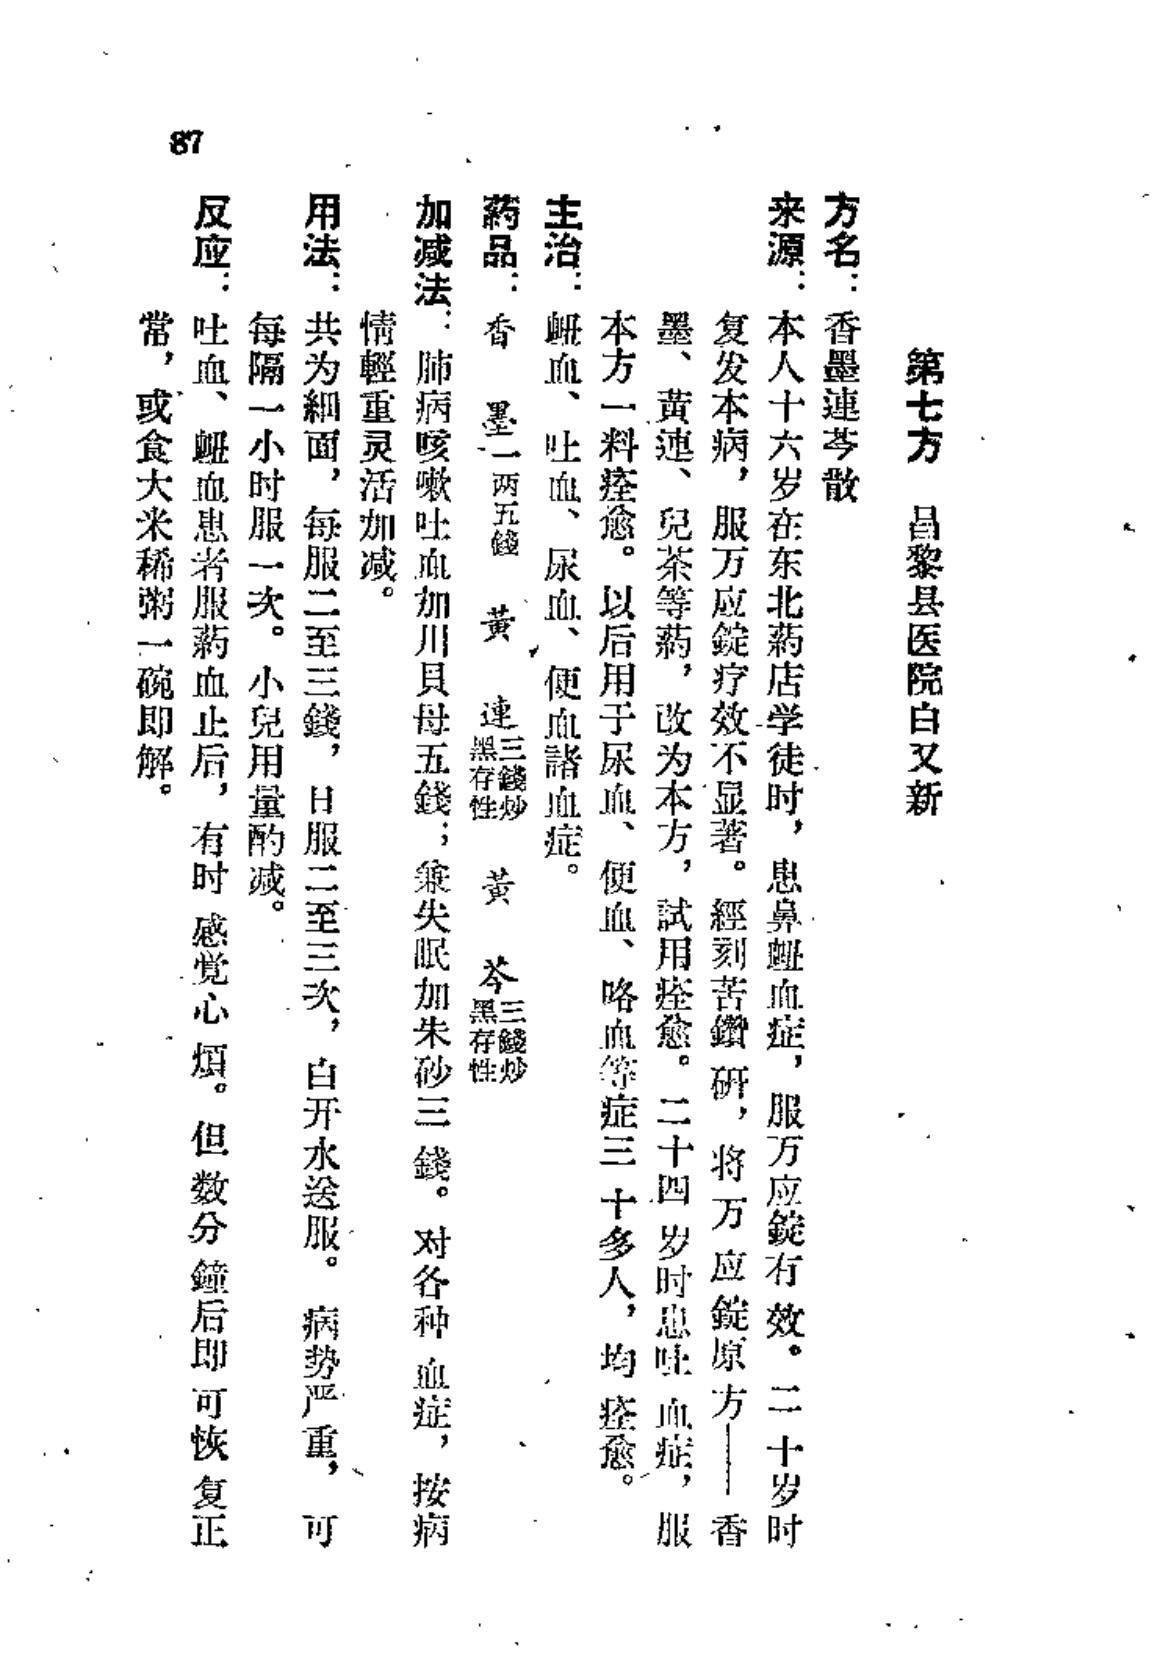 第七方　昌黎县医院白又新
方名：香墨連芩散
来源：本人十六岁在东北葯店学徒时，患鼻衄血症，服万应錠有效。二十岁时
复发本病，服万应錠疗效不显著。經刻苦鑽研，将万应錠原方——香
墨、黃連、兒茶等葯，改为本方，試用痊愈。二十四岁时患吐血症，服
本方一料痊愈。以后用于尿血、便血、咯血等症三十多人，均痊愈。
主治：衄血、吐血、尿血、便血諸血症。
葯品：香　墨一两五錢　黃　連三錢炒黑存性　黃　芩三錢炒黑存性
加减法：肺病咳嗽吐血加川貝母五錢；兼失眠加朱砂三錢。对各种血症，按病
情輕重灵活加减。
用法：共为細面，每服二至三錢，日服二至三次，白开水送服。病势严重，可
每隔一小时服一次。小兒用量酌减。
反应：吐血、衄血患者服葯血止后，有时感觉心煩。但数分鐘后即可恢复正
常，或食大米稀粥一碗即解。
87